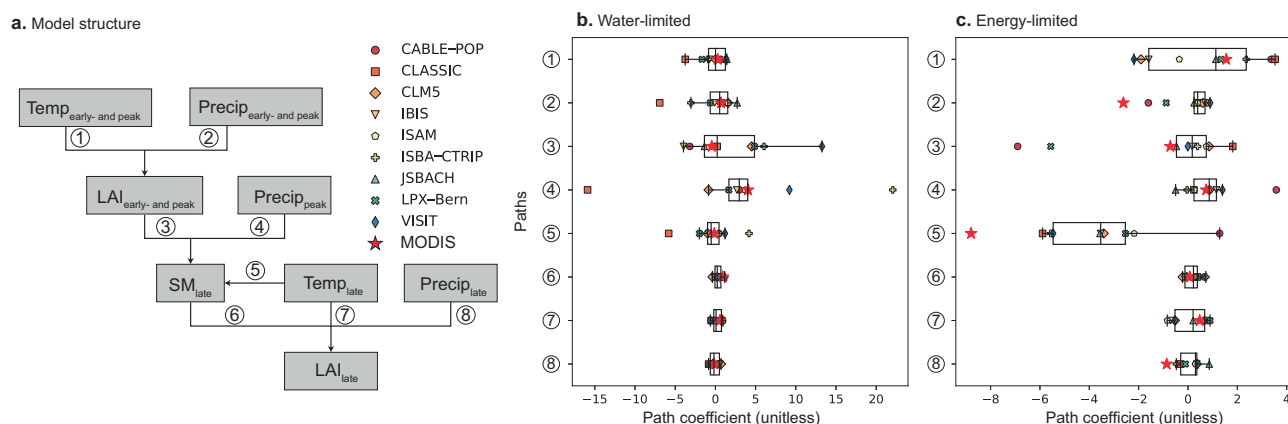 a. Model structure
Temp early- and peak
Precip early- and peak
①
②
LAI early- and peak
Precip peak
③
④
SM late
⑤
Temp late
Precip late
⑥
⑦
⑧
LAI late
CABLE–POP
CLASSIC
CLM5
IBIS
ISAM
ISBA–CTRIP
JSBACH
LPX–Bern
VISIT
MODIS
b. Water-limited
Paths
①
②
③
④
⑤
⑥
⑦
⑧
−15 −10 −5 0 5 10 15 20
Path coefficient (unitless)
c. Energy-limited
①
②
③
④
⑤
⑥
⑦
⑧
−8 −6 −4 −2 0 2 4
Path coefficient (unitless)